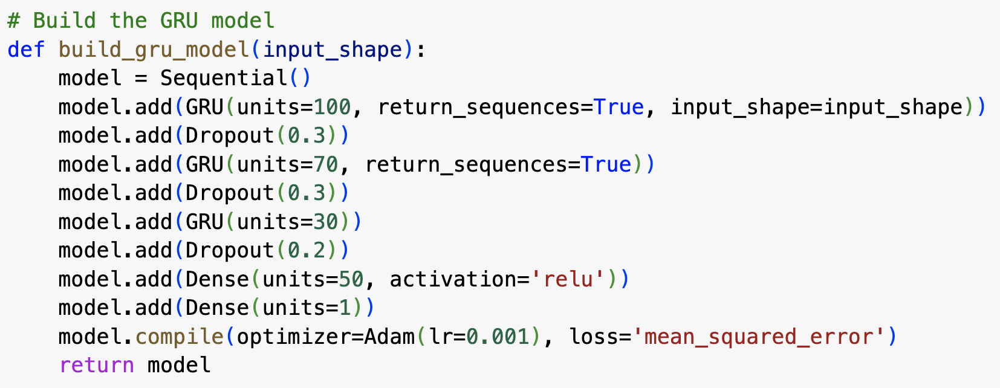 # Build the GRU model
def build_gru_model(input_shape):
    model = Sequential()
    model.add(GRU(units=100, return_sequences=True, input_shape=input_shape))
    model.add(Dropout(0.3))
    model.add(GRU(units=70, return_sequences=True))
    model.add(Dropout(0.3))
    model.add(GRU(units=30))
    model.add(Dropout(0.2))
    model.add(Dense(units=50, activation='relu'))
    model.add(Dense(units=1))
    model.compile(optimizer=Adam(lr=0.001), loss='mean_squared_error')
    return model